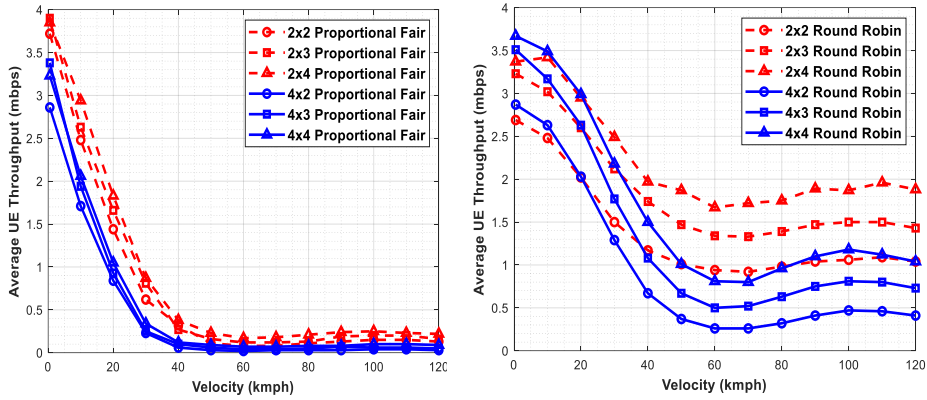 4
3.5
3
2.5
2
1.5
1
0.5
0
Average UE Throughput (mbps)
2x2 Proportional Fair
2x3 Proportional Fair
2x4 Proportional Fair
4x2 Proportional Fair
4x3 Proportional Fair
4x4 Proportional Fair
0 20 40 60 80 100 120
Velocity (kmph)
4
3.5
3
2.5
2
1.5
1
0.5
0
Average UE Throughput (mbps)
2x2 Round Robin
2x3 Round Robin
2x4 Round Robin
4x2 Round Robin
4x3 Round Robin
4x4 Round Robin
0 20 40 60 80 100 120
Velocity (kmph)